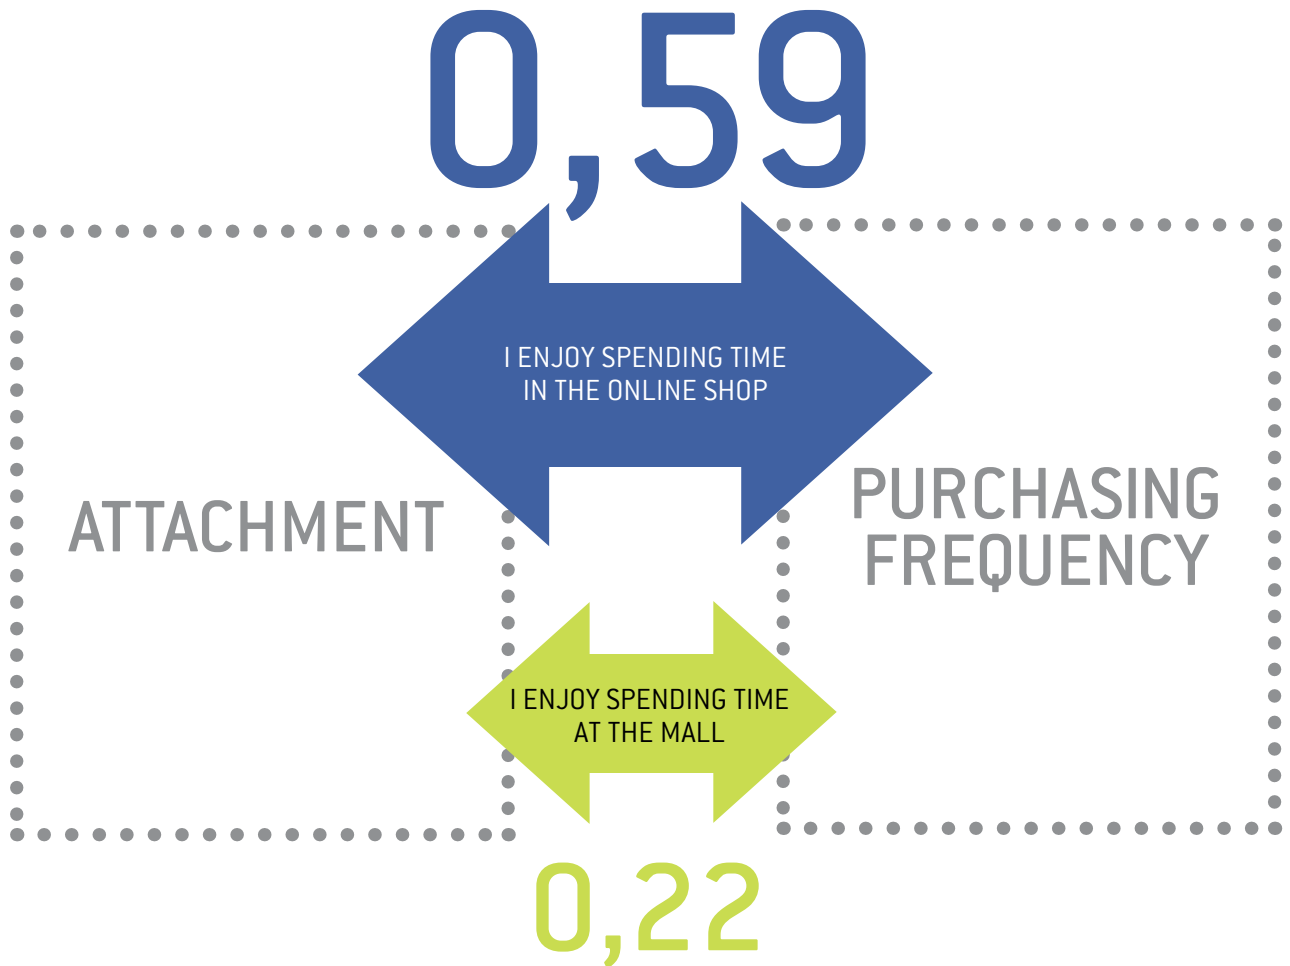 0,59
I ENJOY SPENDING TIME
IN THE ONLINE SHOP
ATTACHMENT
PURCHASING
FREQUENCY
I ENJOY SPENDING TIME
AT THE MALL
0,22